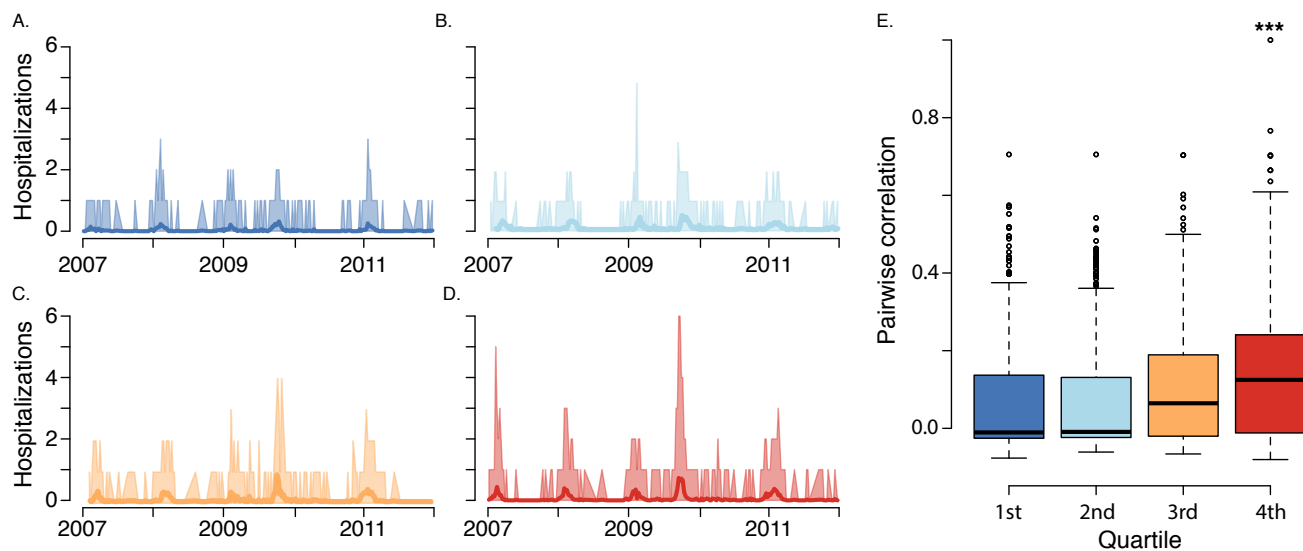 A.
Hospitalizations
6
4
2
0
2007 2009 2011
B.
2007 2009 2011
C.
Hospitalizations
6
4
2
0
2007 2009 2011
D.
2007 2009 2011
E.
***
Pairwise correlation
0.8
0.4
0.0
1st 2nd 3rd 4th
Quartile